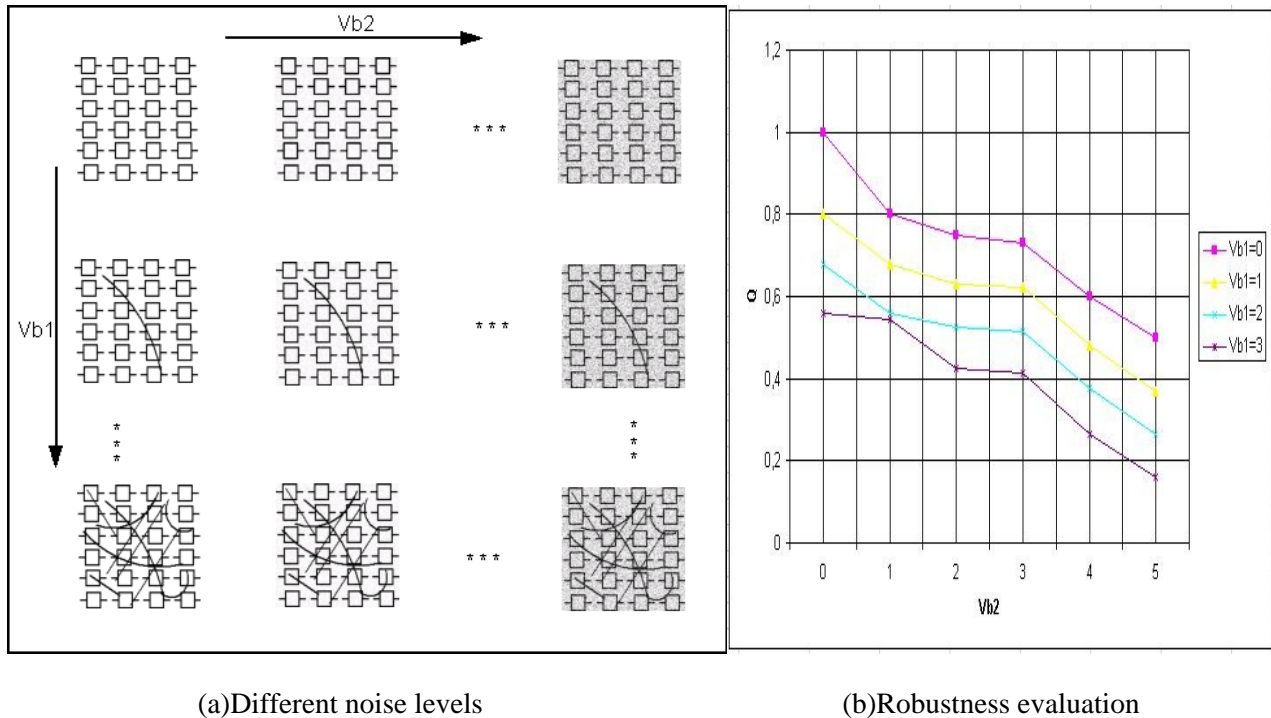 Vb2
* * *
Vb1
* * *
*
*
*
*
*
*
* * *
1,2
1
0,8
0,6
0,4
0,2
0
Q
0 1 2 3 4 5
Vb2
Vb1=0
Vb1=1
Vb1=2
Vb1=3
(a)Different noise levels
(b)Robustness evaluation